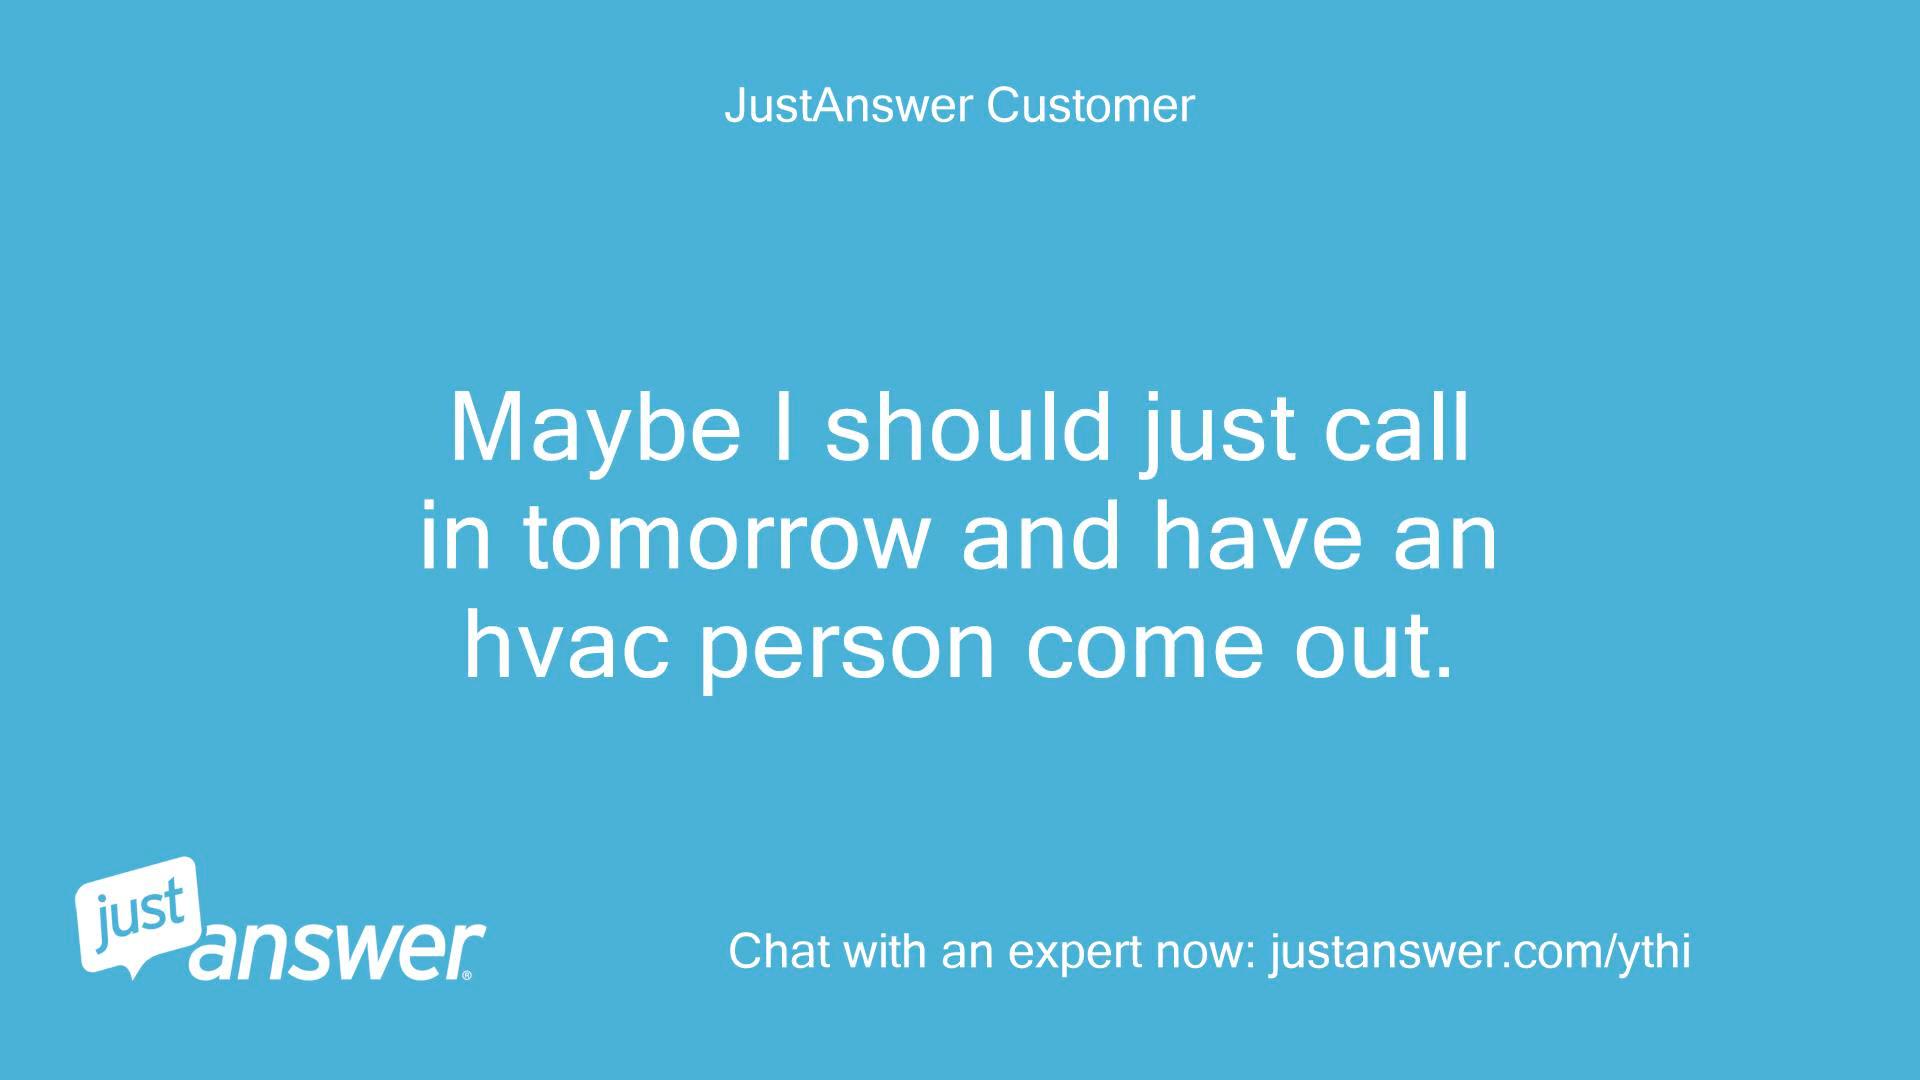 JustAnswer Customer
Maybe I should just call
in tomorrow and have an
hvac person come out.
just
answer®
Chat with an expert now: justanswer.com/ythi